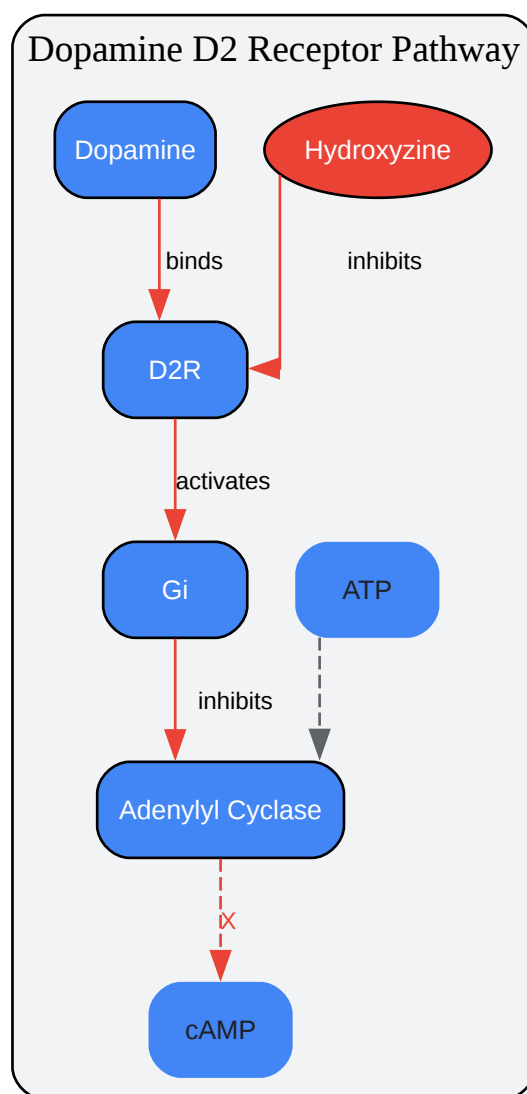 Dopamine D2 Receptor Pathway
Dopamine
Hydroxyzine
binds
inhibits
D2R
activates
Gi
ATP
inhibits
Adenylyl Cyclase
X
cAMP